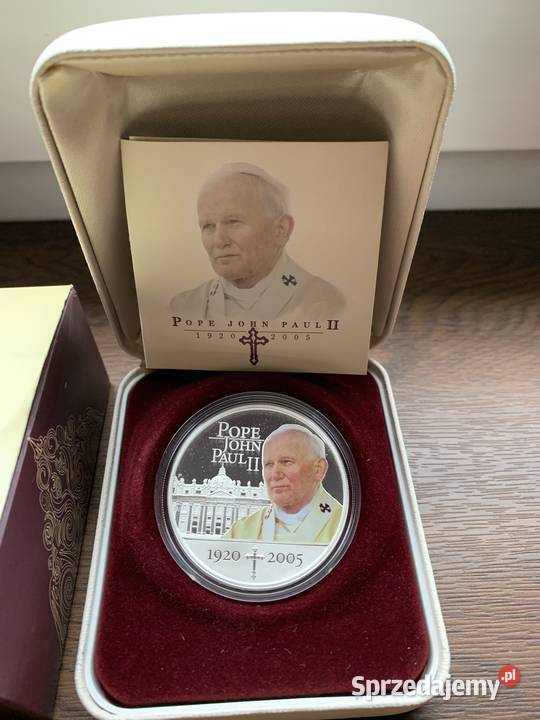 POPE JOHN PAUL II
1920 2005
POPE
JOHN
PAUL II
1920 2005
Sprzedajemy.pl